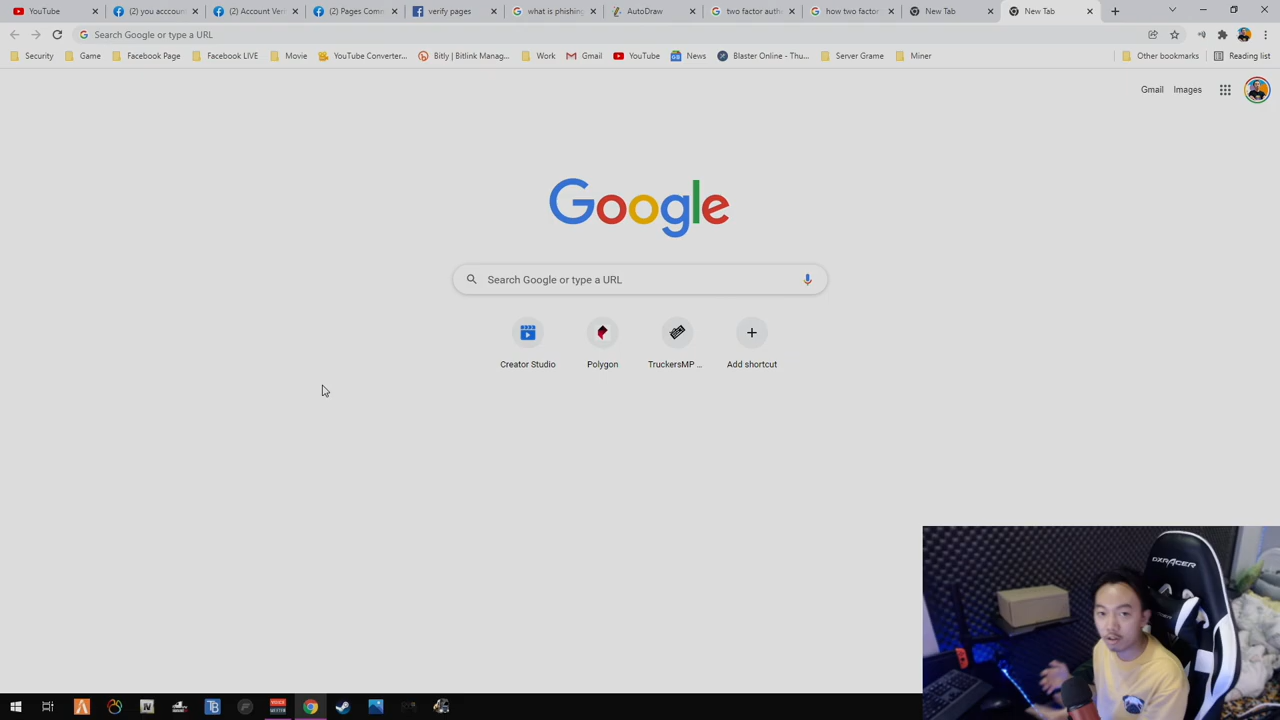 YouTube
(2) you acccoun
(2) Account Veri
(2) Pages Comm
verify pages
what is phishing
AutoDraw
two factor auth
how two factor
New Tab
New Tab
Search Google or type a URL
Security Game Facebook Page Facebook LIVE Movie YouTube Converter... Bitly | Bitlink Manag... Work Gmail YouTube News Blaster Online - Thu... Server Grame Miner Other bookmarks Reading list
Gmail Images
Google
Search Google or type a URL
Creator Studio Polygon TruckersMP ... Add shortcut
DXRACER
VOICE